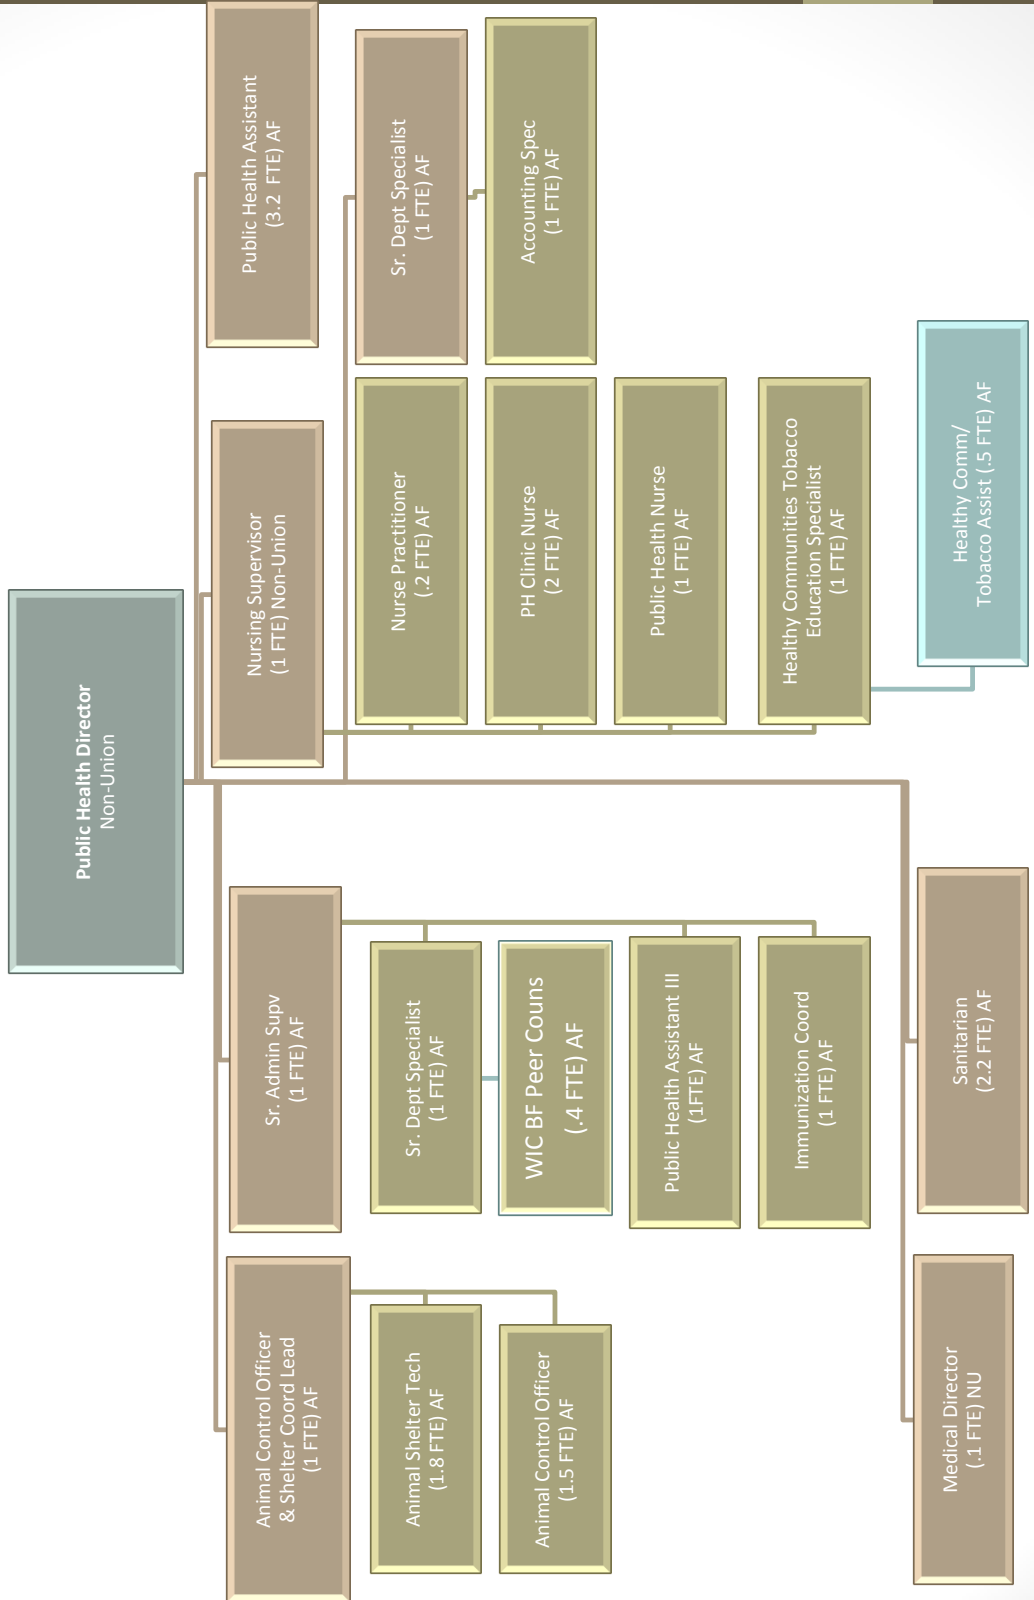 Public Health Director
Non-Union
Animal Control Officer
& Shelter Coord Lead
(1 FTE) AF
Animal Shelter Tech
(1.8 FTE) AF
Animal Control Officer
(1.5 FTE) AF
Sr. Admin Supv
(1 FTE) AF
Sr. Dept Specialist
(1 FTE) AF
WIC BF Peer Couns
(.4 FTE) AF
Public Health Assistant III
(1FTE) AF
Immunization Coord
(1 FTE) AF
Nursing Supervisor
(1 FTE) Non-Union
Nurse Practitioner
(.2 FTE) AF
PH Clinic Nurse
(2 FTE) AF
Public Health Nurse
(1 FTE) AF
Healthy Communities Tobacco
Education Specialist
(1 FTE) AF
Healthy Comm/
Tobacco Assist (.5 FTE) AF
Public Health Assistant
(3.2 FTE) AF
Sr. Dept Specialist
(1 FTE) AF
Accounting Spec
(1 FTE) AF
Medical Director
(.1 FTE) NU
Sanitarian
(2.2 FTE) AF